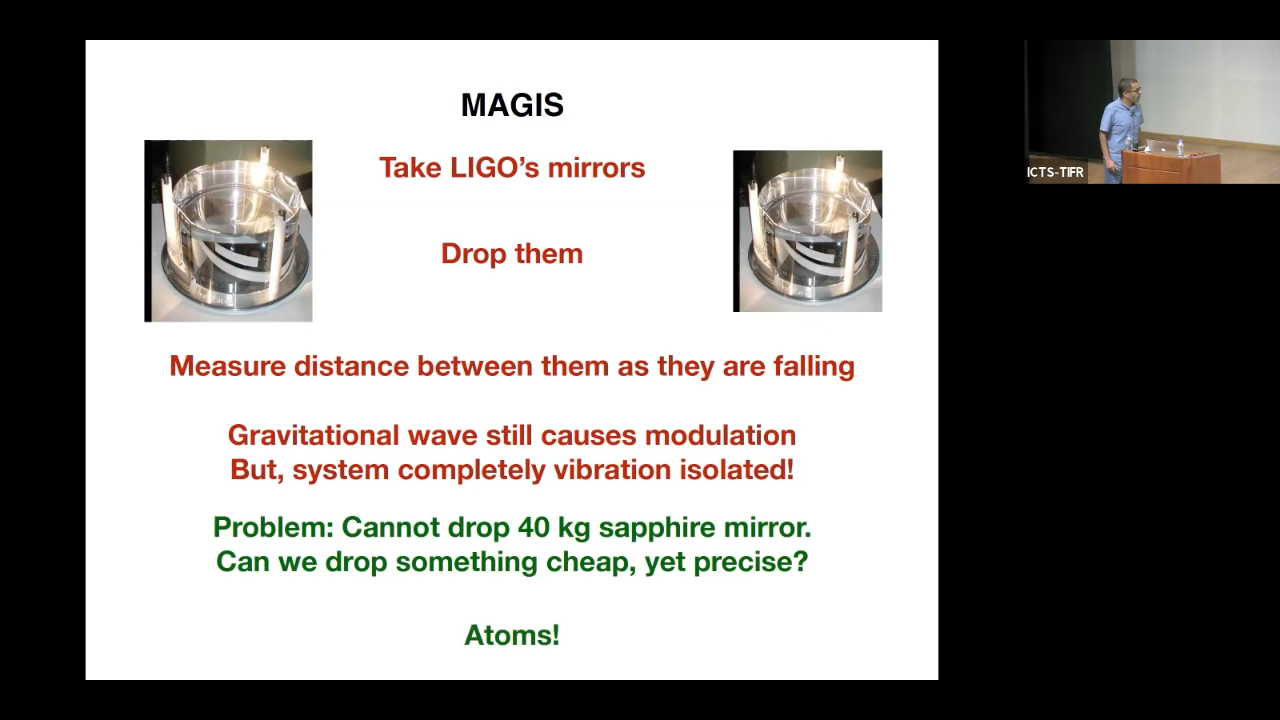 MAGIS
Take LIGO’s mirrors
Drop them
Measure distance between them as they are falling
Gravitational wave still causes modulation
But, system completely vibration isolated!
Problem: Cannot drop 40 kg sapphire mirror.
Can we drop something cheap, yet precise?
Atoms!
ICTS-TIFR